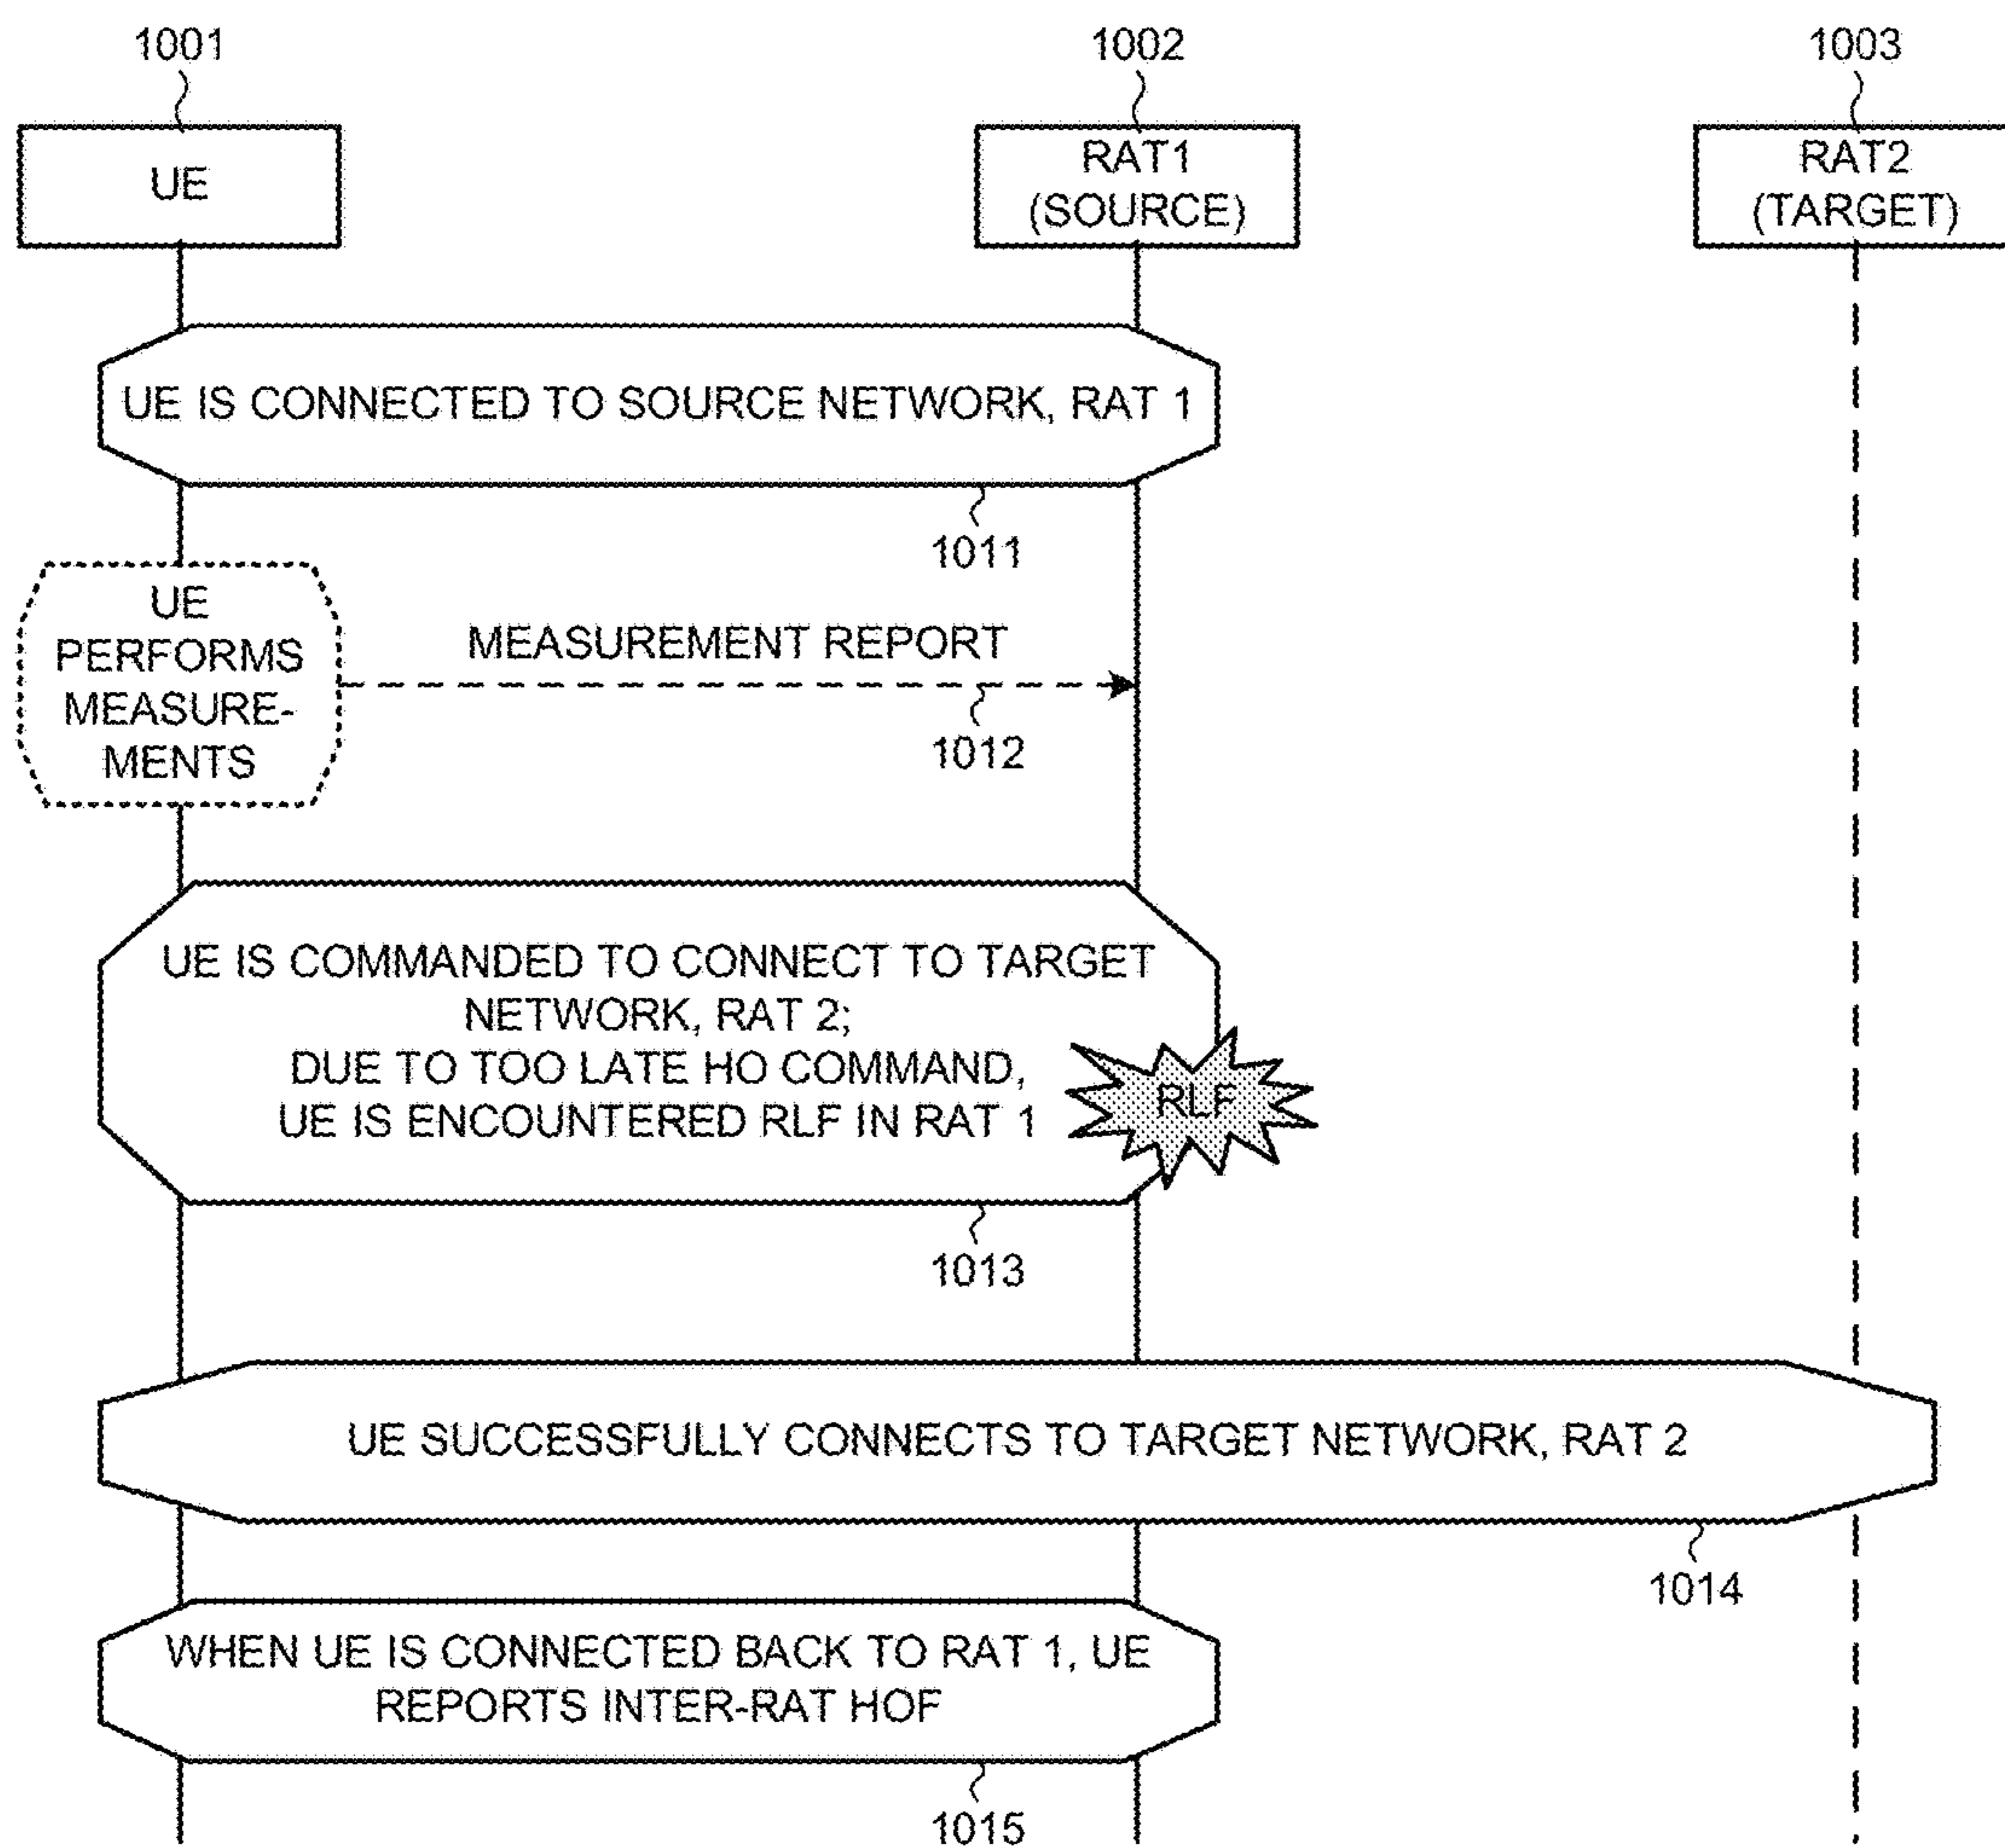 1001
1002
1003
UE
RAT1
(SOURCE)
RAT2
(TARGET)
UE IS CONNECTED TO SOURCE NETWORK, RAT 1
1011
UE
PERFORMS
MEASURE-
MENTS
MEASUREMENT REPORT
1012
UE IS COMMANDED TO CONNECT TO TARGET
NETWORK, RAT 2;
DUE TO TOO LATE HO COMMAND,
UE IS ENCOUNTERED RLF IN RAT 1
RLF
1013
UE SUCCESSFULLY CONNECTS TO TARGET NETWORK, RAT 2
1014
WHEN UE IS CONNECTED BACK TO RAT 1, UE
REPORTS INTER-RAT HOF
1015